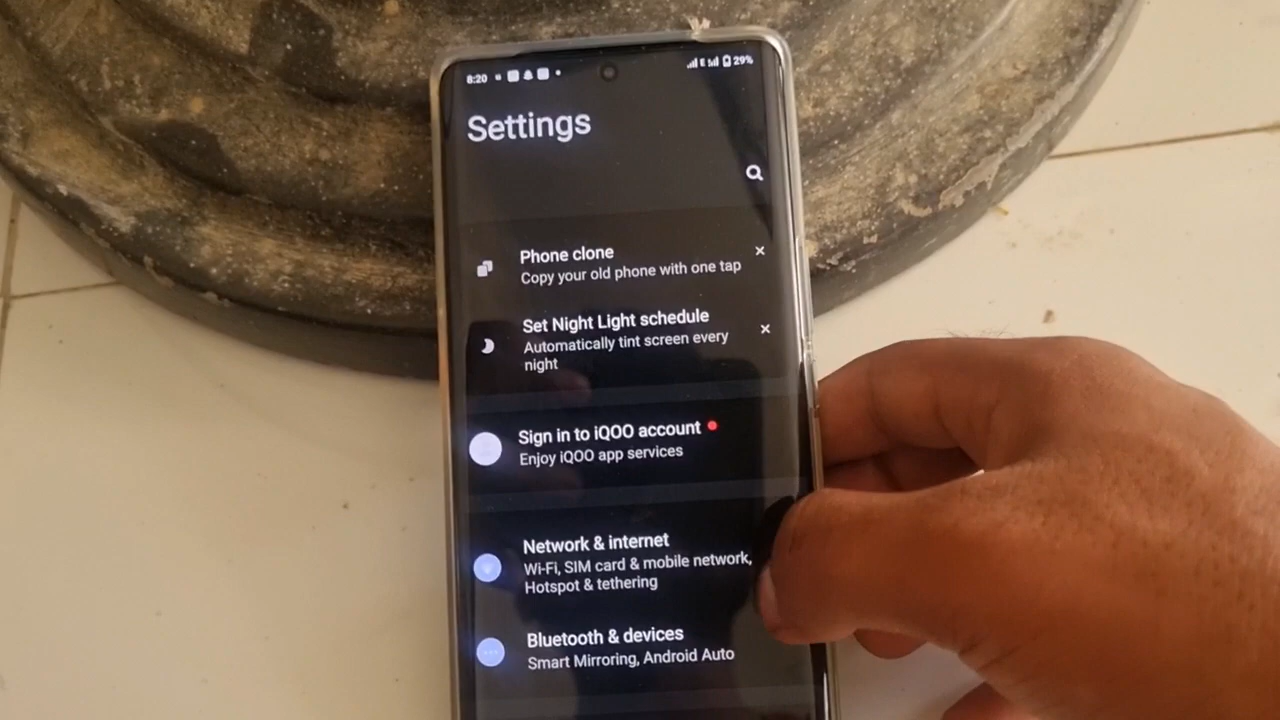 8:20 E 29%
Settings
Phone clone
Copy your old phone with one tap
Set Night Light schedule
Automatically tint screen every
night
Sign in to iQOO account
Enjoy iQOO app services
Network & internet
Wi-Fi, SIM card & mobile network,
Hotspot & tethering
Bluetooth & devices
Smart Mirroring, Android Auto